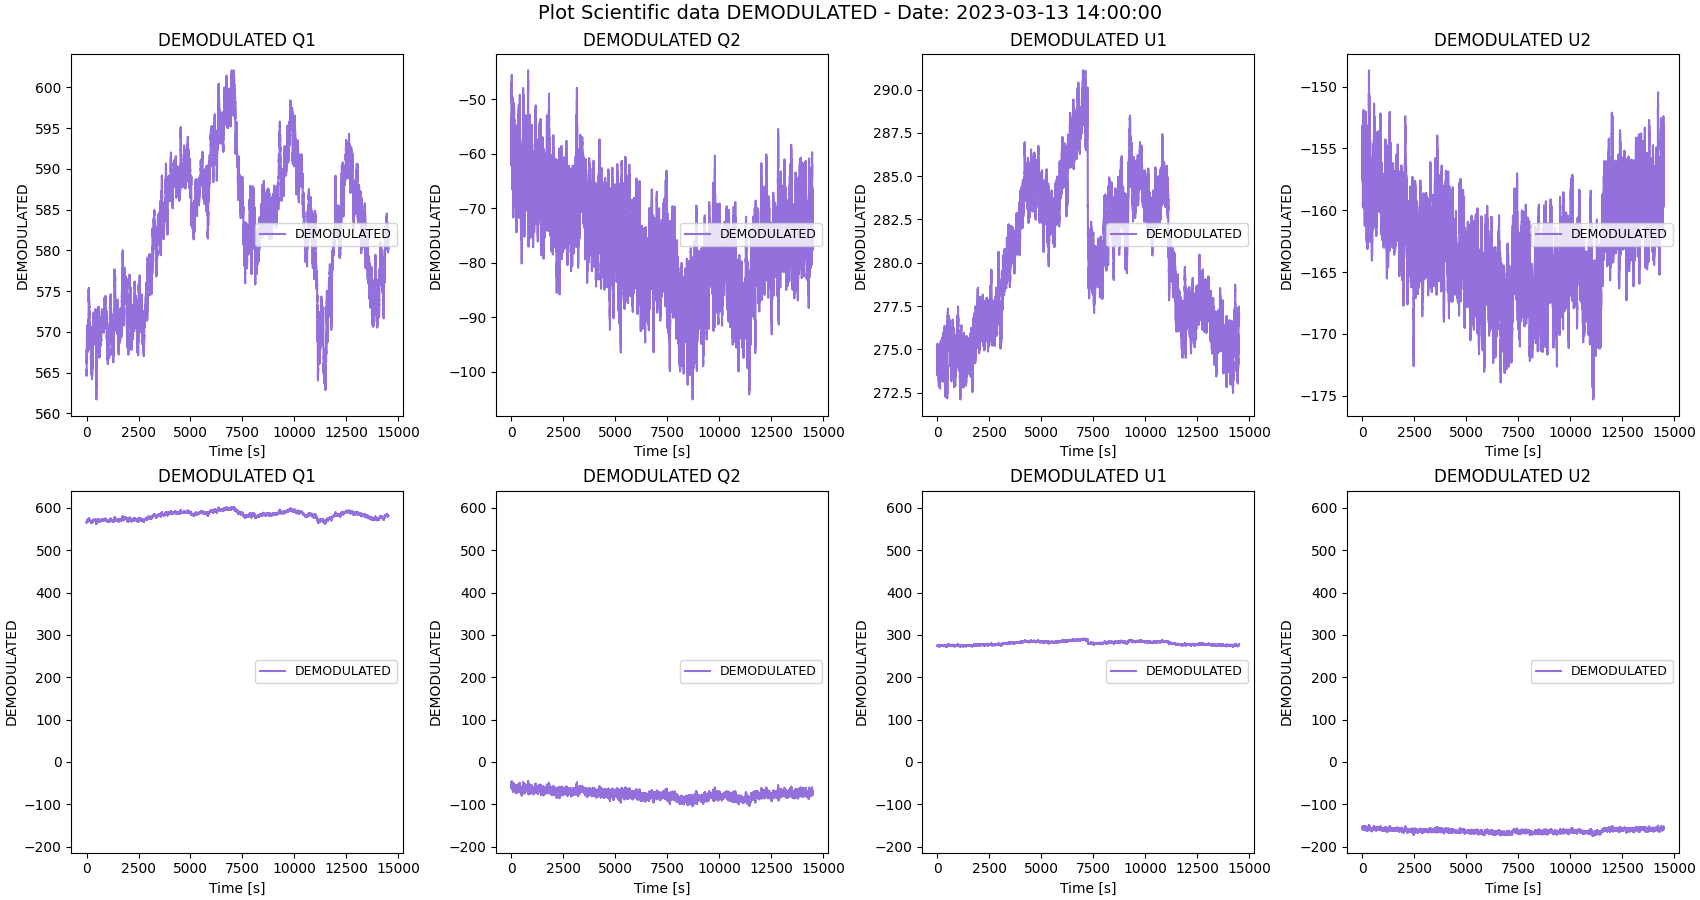 Plot Scientific data DEMODULATED - Date: 2023-03-13 14:00:00
DEMODULATED Q1
DEMODULATED
600
595
590
585
580
575
570
565
560
DEMODULATED
0 2500 5000 7500 10000 12500 15000
Time [s]
DEMODULATED Q2
DEMODULATED
−50
−60
−70
−80
−90
−100
DEMODULATED
0 2500 5000 7500 10000 12500 15000
Time [s]
DEMODULATED U1
DEMODULATED
290.0
287.5
285.0
282.5
280.0
277.5
275.0
272.5
DEMODULATED
0 2500 5000 7500 10000 12500 15000
Time [s]
DEMODULATED U2
DEMODULATED
−150
−155
−160
−165
−170
−175
DEMODULATED
0 2500 5000 7500 10000 12500 15000
Time [s]
DEMODULATED Q1
DEMODULATED
600
500
400
300
200
100
0
−100
−200
DEMODULATED
0 2500 5000 7500 10000 12500 15000
Time [s]
DEMODULATED Q2
DEMODULATED
600
500
400
300
200
100
0
−100
−200
DEMODULATED
0 2500 5000 7500 10000 12500 15000
Time [s]
DEMODULATED U1
DEMODULATED
600
500
400
300
200
100
0
−100
−200
DEMODULATED
0 2500 5000 7500 10000 12500 15000
Time [s]
DEMODULATED U2
DEMODULATED
600
500
400
300
200
100
0
−100
−200
DEMODULATED
0 2500 5000 7500 10000 12500 15000
Time [s]